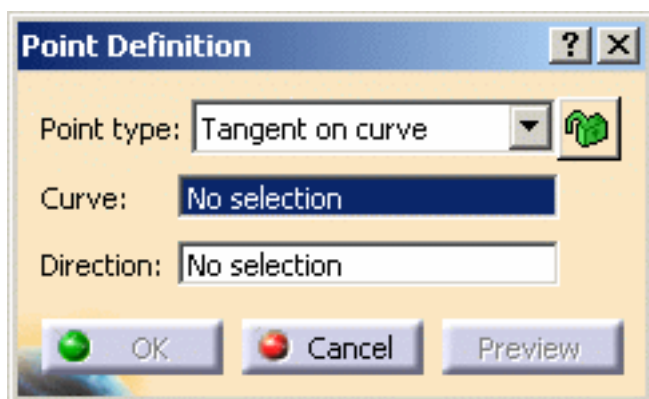 Point Definition ? X
Point type: Tangent on curve
Curve: No selection
Direction: No selection
OK Cancel Preview